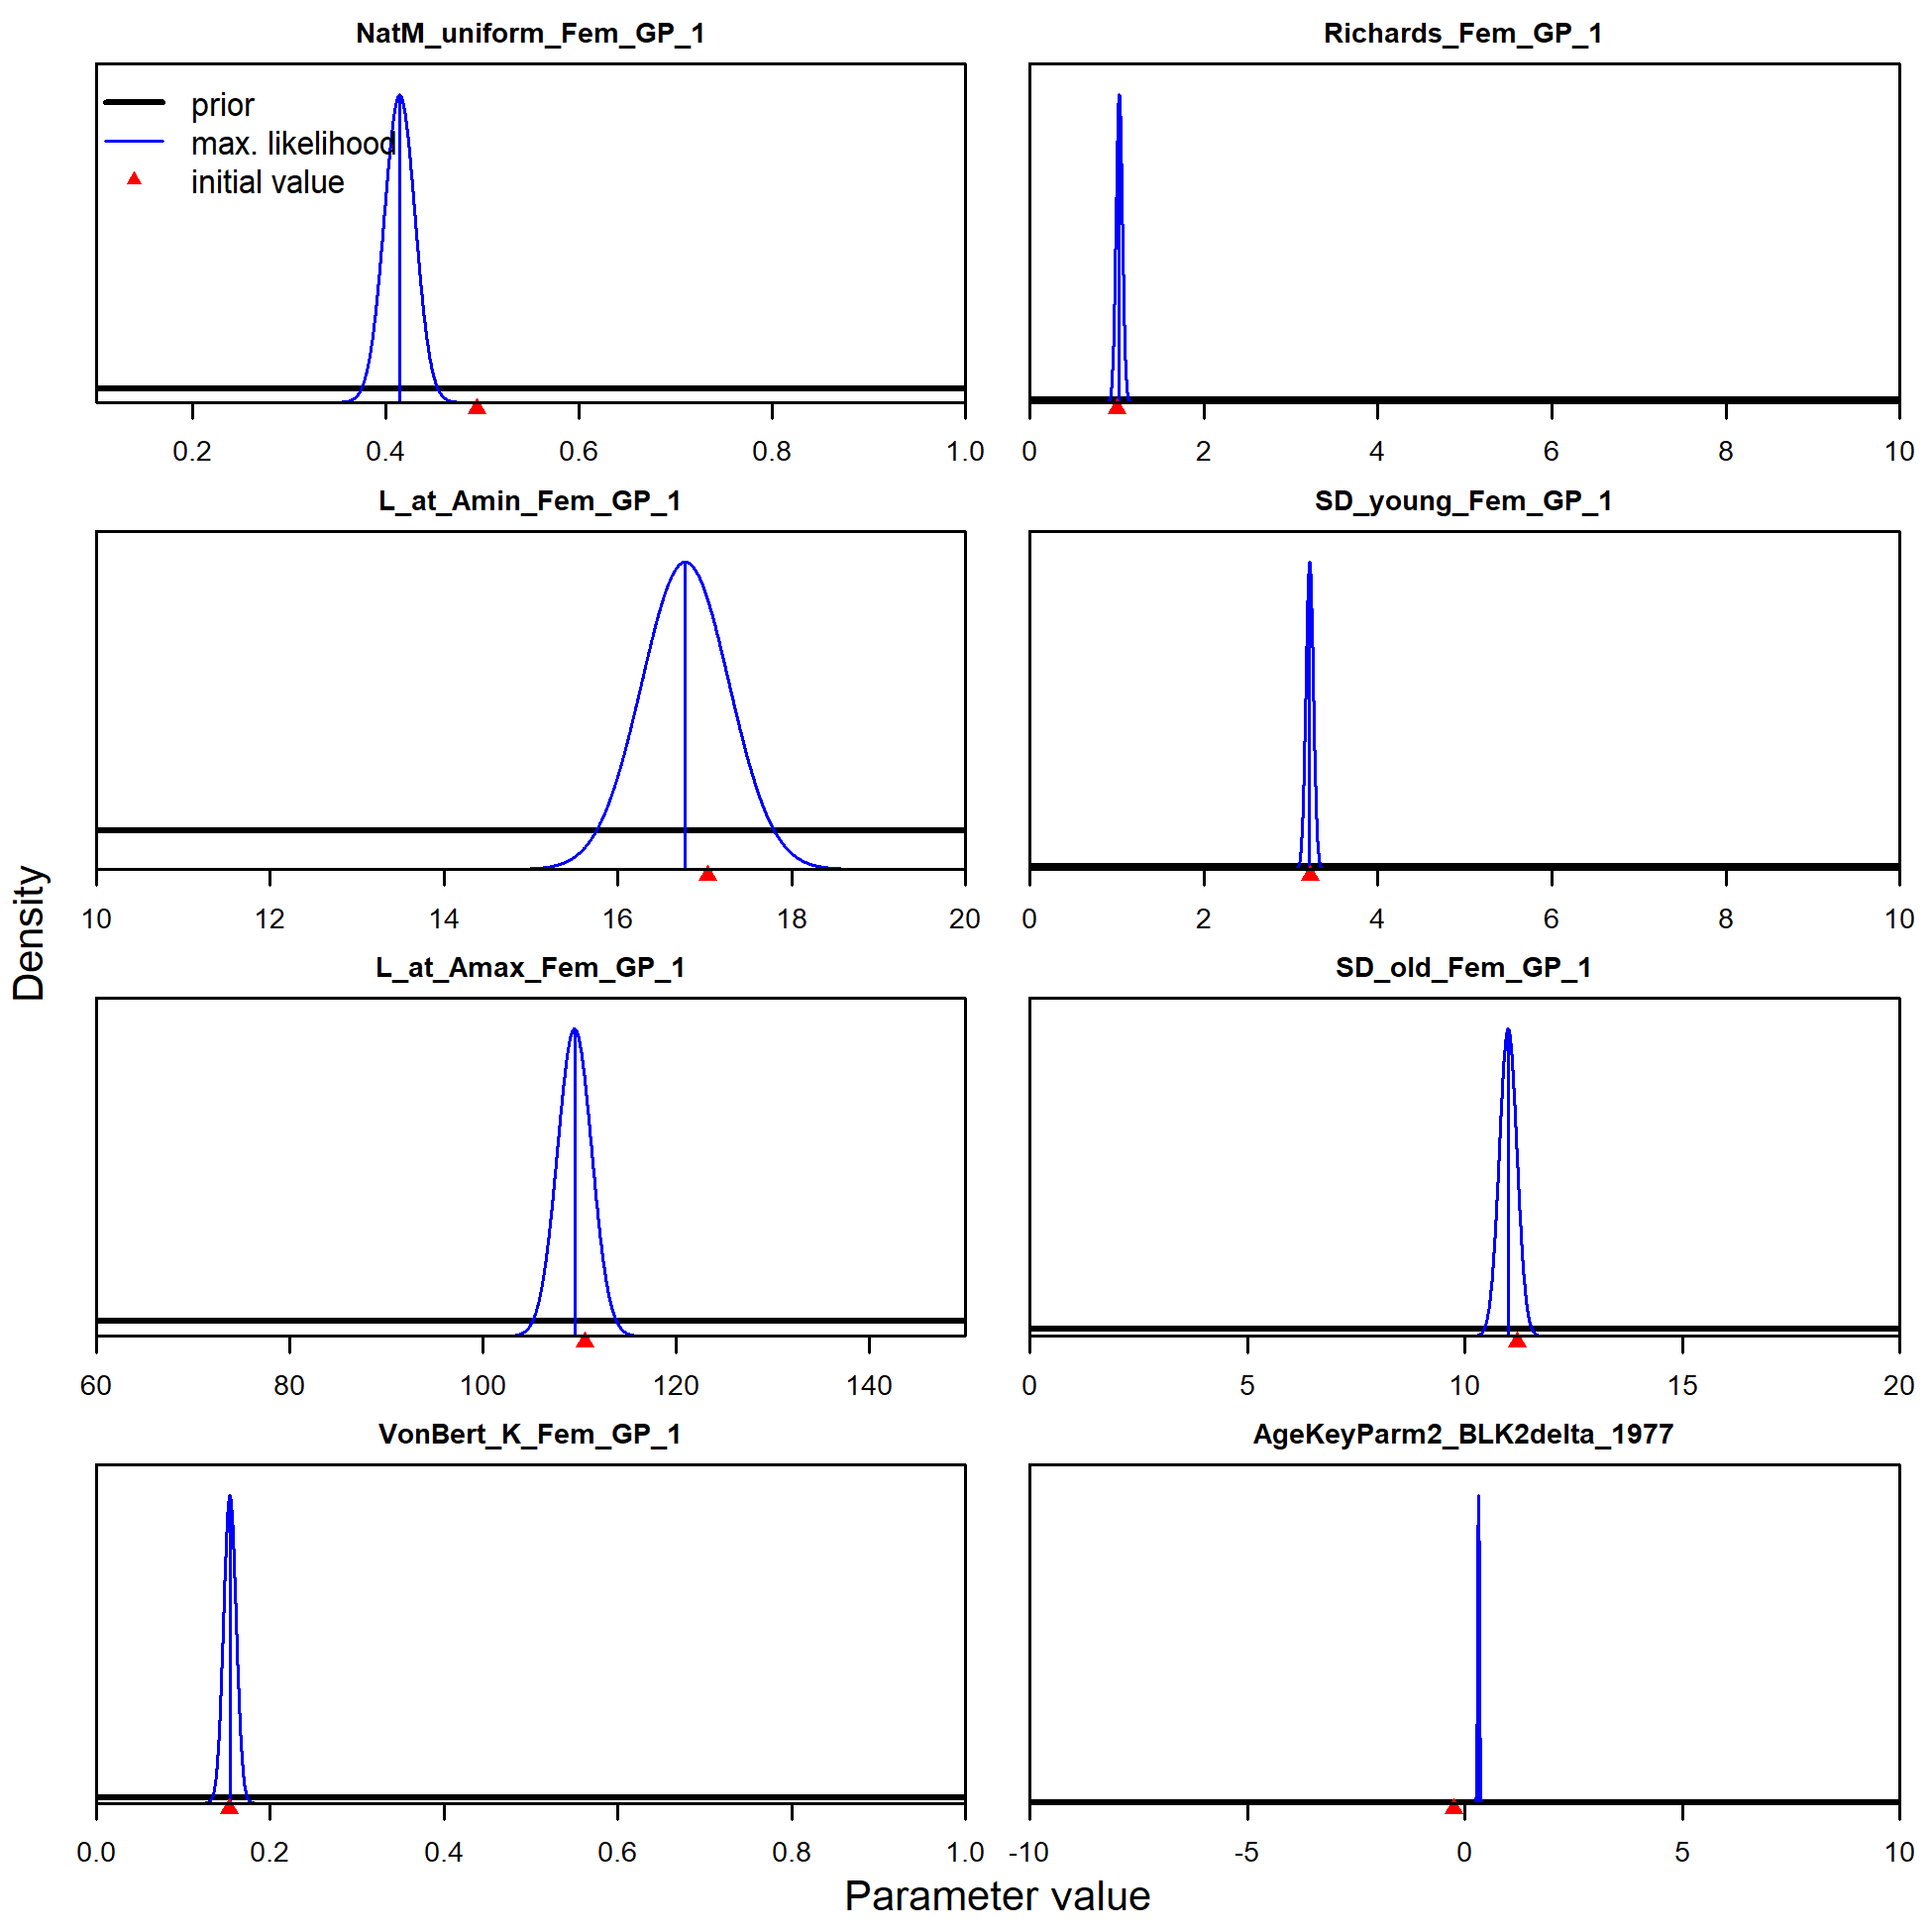 NatM_uniform_Fem_GP_1
prior
max. likelihood
initial value
0.2 0.4 0.6 0.8 1.0
Richards_Fem_GP_1
0 2 4 6 8 10
L_at_Amin_Fem_GP_1
10 12 14 16 18 20
SD_young_Fem_GP_1
0 2 4 6 8 10
Density
L_at_Amax_Fem_GP_1
60 80 100 120 140
SD_old_Fem_GP_1
0 5 10 15 20
VonBert_K_Fem_GP_1
0.0 0.2 0.4 0.6 0.8 1.0
AgeKeyParm2_BLK2delta_1977
-10 -5 0 5 10
Parameter value